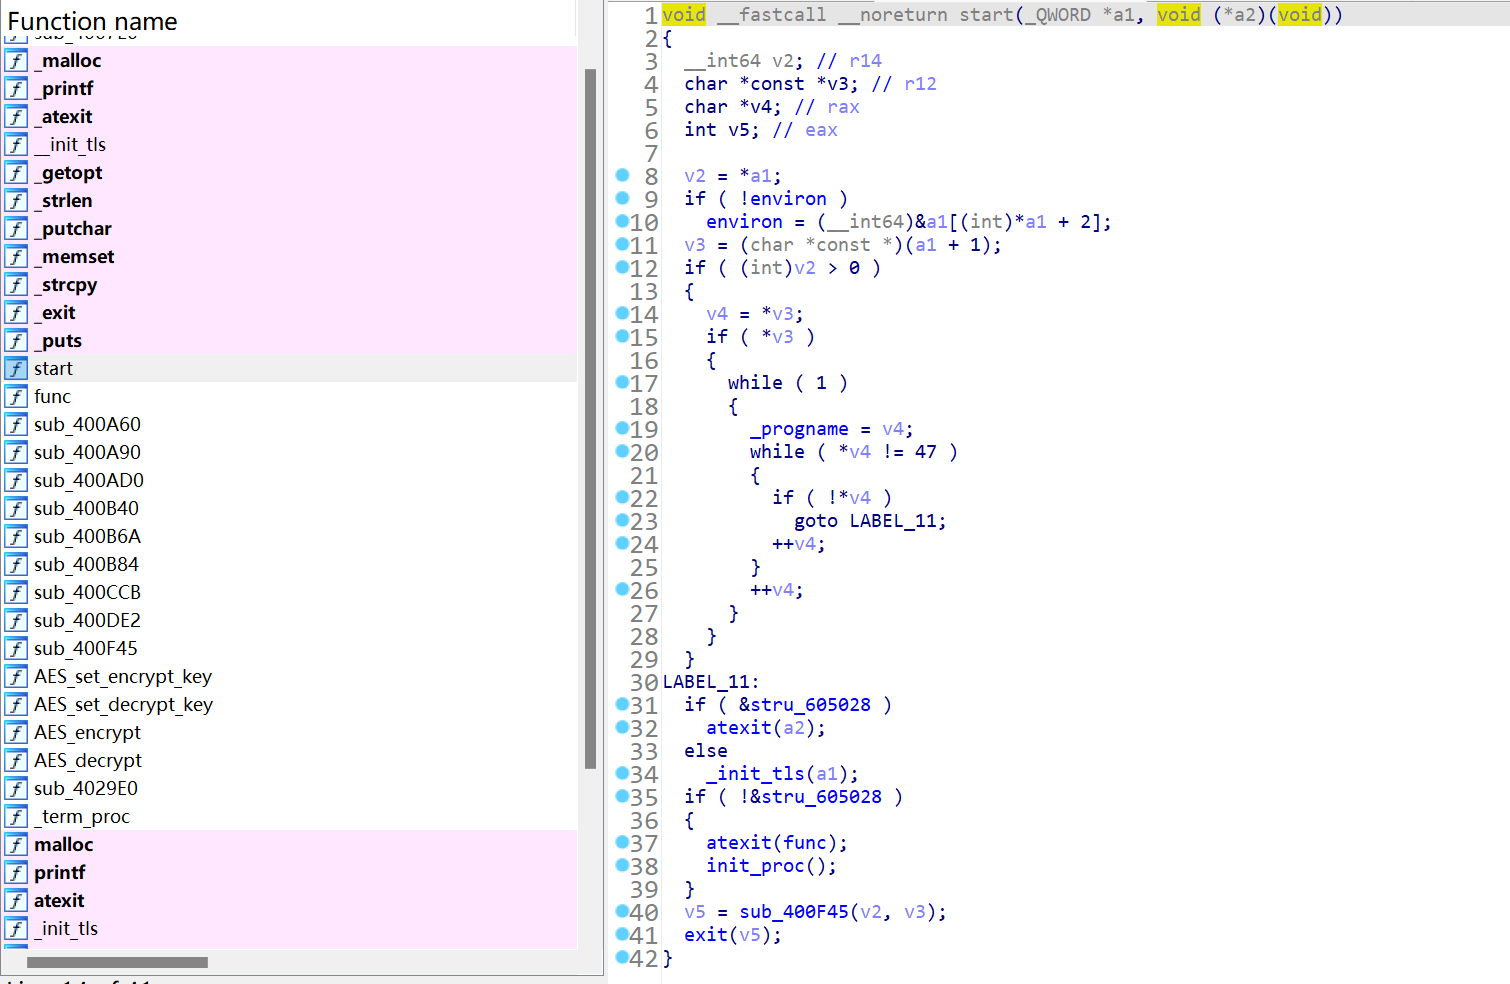 Function name
_malloc
_printf
_atexit
__init_tls
_getopt
_strlen
_putchar
_memset
_strcpy
_exit
_puts
start
func
sub_400A60
sub_400A90
sub_400AD0
sub_400B40
sub_400B6A
sub_400B84
sub_400CCB
sub_400DE2
sub_400F45
AES_set_encrypt_key
AES_set_decrypt_key
AES_encrypt
AES_decrypt
sub_4029E0
_term_proc
malloc
printf
atexit
_init_tls
1 void __fastcall __noreturn start(_QWORD *a1, void (*a2)(void))
2 {
3 __int64 v2; // r14
4 char *const *v3; // r12
5 char *v4; // rax
6 int v5; // eax
7
8 v2 = *a1;
9 if ( !environ )
10 environ = (__int64)&a1[(int)*a1 + 2];
11 v3 = (char *const *)(a1 + 1);
12 if ( (int)v2 > 0 )
13 {
14 v4 = *v3;
15 if ( *v3 )
16 {
17 while ( 1 )
18 {
19 _progname = v4;
20 while ( *v4 != 47 )
21 {
22 if ( !*v4 )
23 goto LABEL_11;
24 ++v4;
25 }
26 ++v4;
27 }
28 }
29 }
30 LABEL_11:
31 if ( &stru_605028 )
32 atexit(a2);
33 else
34 _init_tls(a1);
35 if ( !&stru_605028 )
36 {
37 atexit(func);
38 init_proc();
39 }
40 v5 = sub_400F45(v2, v3);
41 exit(v5);
42 }